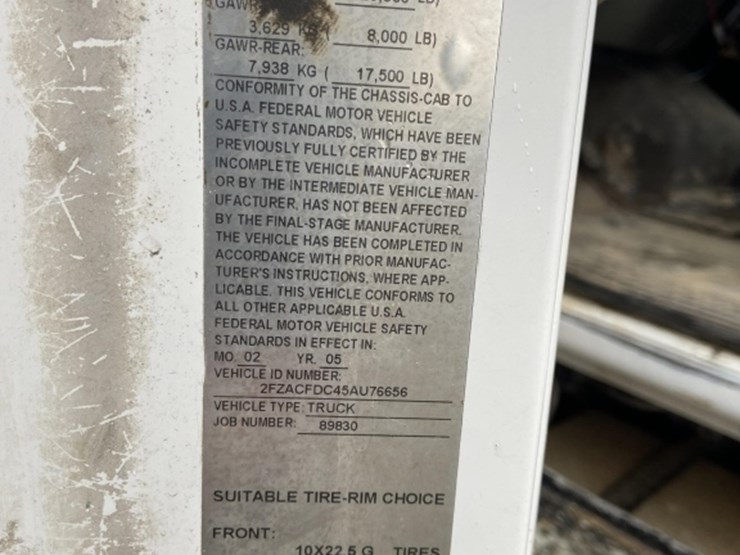 3,629 KG ( 8,000 LB)
GAWR-REAR:
7,938 KG ( 17,500 LB)
CONFORMITY OF THE CHASSIS-CAB TO
U.S.A. FEDERAL MOTOR VEHICLE
SAFETY STANDARDS, WHICH HAVE BEEN
PREVIOUSLY FULLY CERTIFIED BY THE
INCOMPLETE VEHICLE MANUFACTURER
OR BY THE INTERMEDIATE VEHICLE MAN-
UFACTURER, HAS NOT BEEN AFFECTED
BY THE FINAL-STAGE MANUFACTURER.
THE VEHICLE HAS BEEN COMPLETED IN
ACCORDANCE WITH PRIOR MANUFAC-
TURER'S INSTRUCTIONS, WHERE APP-
LICABLE. THIS VEHICLE CONFORMS TO
ALL OTHER APPLICABLE U.S.A.
FEDERAL MOTOR VEHICLE SAFETY
STANDARDS IN EFFECT IN:
MO. 02 YR. 05
VEHICLE ID NUMBER:
2FZACFDC45AU76656
VEHICLE TYPE: TRUCK
JOB NUMBER: 89830
SUITABLE TIRE-RIM CHOICE
FRONT:
10X22.5 G TIRES